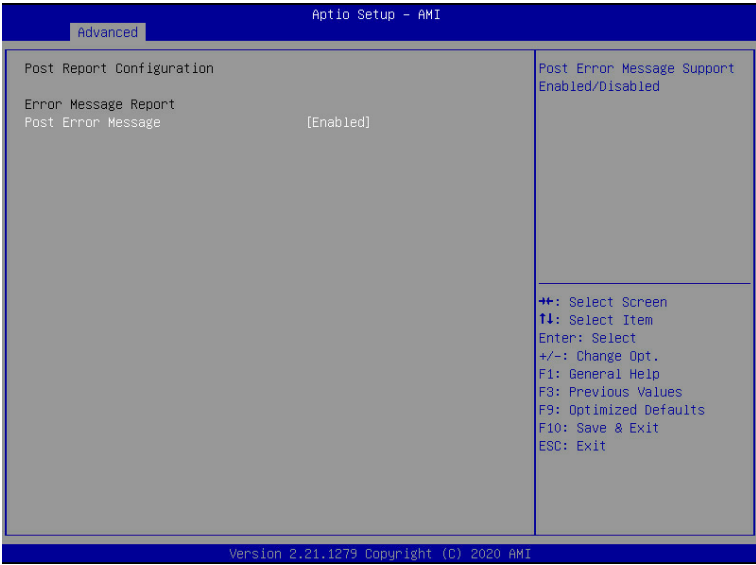 Aptio Setup – AMI
Advanced
Post Report Configuration
Error Message Report
Post Error Message [Enabled]
Post Error Message Support
Enabled/Disabled
→←: Select Screen
↑↓: Select Item
Enter: Select
+/-: Change Opt.
F1: General Help
F3: Previous Values
F9: Optimized Defaults
F10: Save & Exit
ESC: Exit
Version 2.21.1279 Copyright (C) 2020 AMI